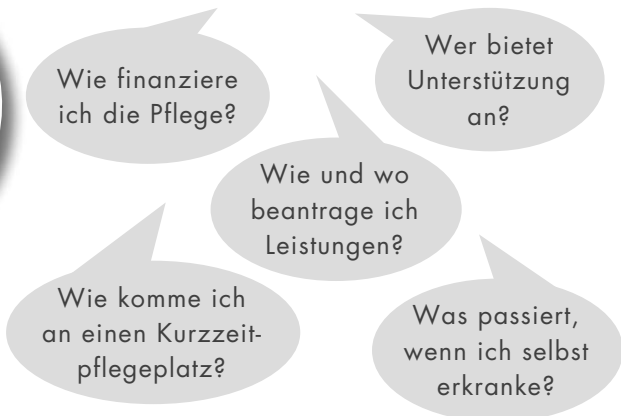 Wie finanziere
ich die Pflege?
Wer bietet
Unterstützung
an?
Wie und wo
beantrage ich
Leistungen?
Wie komme ich
an einen Kurzzeit-
pflegeplatz?
Was passiert,
wenn ich selbst
erkranke?